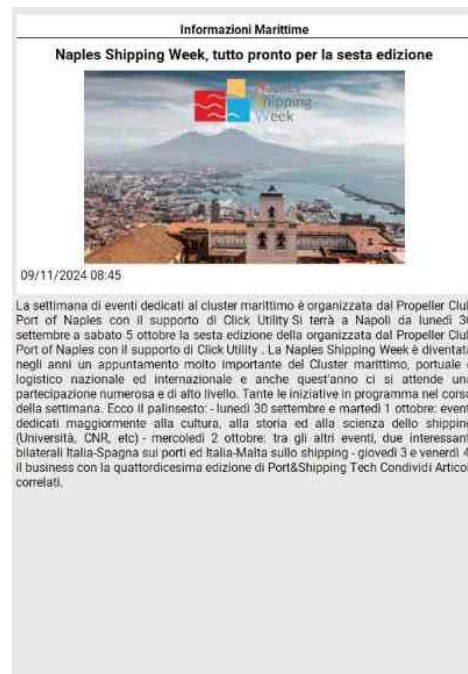 Informazioni Marittime
Naples Shipping Week, tutto pronto per la sesta edizione
Naples
Shipping
Week
09/11/2024 08:45
La settimana di eventi dedicati al cluster marittimo è organizzata dal Propeller Clu
Port of Naples con il supporto di Click Utility Si terrà a Napoli da lunedì 30
settembre a sabato 5 ottobre la sesta edizione della organizzata dal Propeller Clu
Port of Naples con il supporto di Click Utility . La Naples Shipping Week è diventata
negli anni un appuntamento molto importante del Cluster marittimo, portuale e
logistico nazionale ed internazionale e anche quest'anno ci si attende una
partecipazione numerosa e di alto livello. Tante le iniziative in programma nel corso
della settimana. Ecco il palinsesto: - lunedì 30 settembre e martedì 1 ottobre: event
dedicati maggiormente alla cultura, alla storia ed alla scienza dello shipping
(Università, CNR, etc) - mercoledì 2 ottobre: tra gli altri eventi, due interessant
bilaterali Italia-Spagna sui porti ed Italia-Malta sullo shipping - giovedì 3 e venerdì 4
il business con la quattordicesima edizione di Port&Shipping Tech Condividi Articol
correlati.